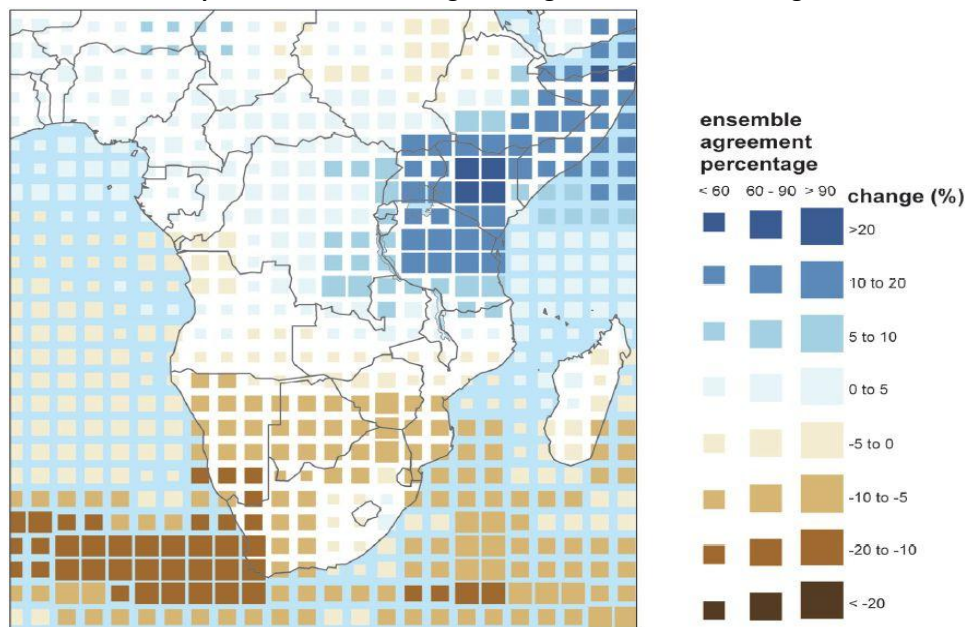 ensemble
agreement
percentage
< 60 60 - 90 > 90 change (%)
>20
10 to 20
5 to 10
0 to 5
-5 to 0
-10 to -5
-20 to -10
< -20